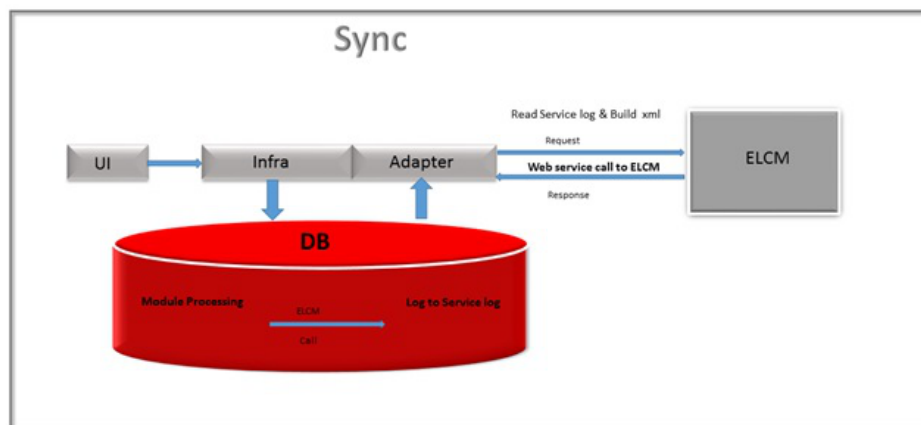 Sync
Read Service log & Build xml
Request
UI
Infra
Adapter
Web service call to ELCM
ELCM
Response
DB
Module Processing
Log to Service log
ELCM
Call